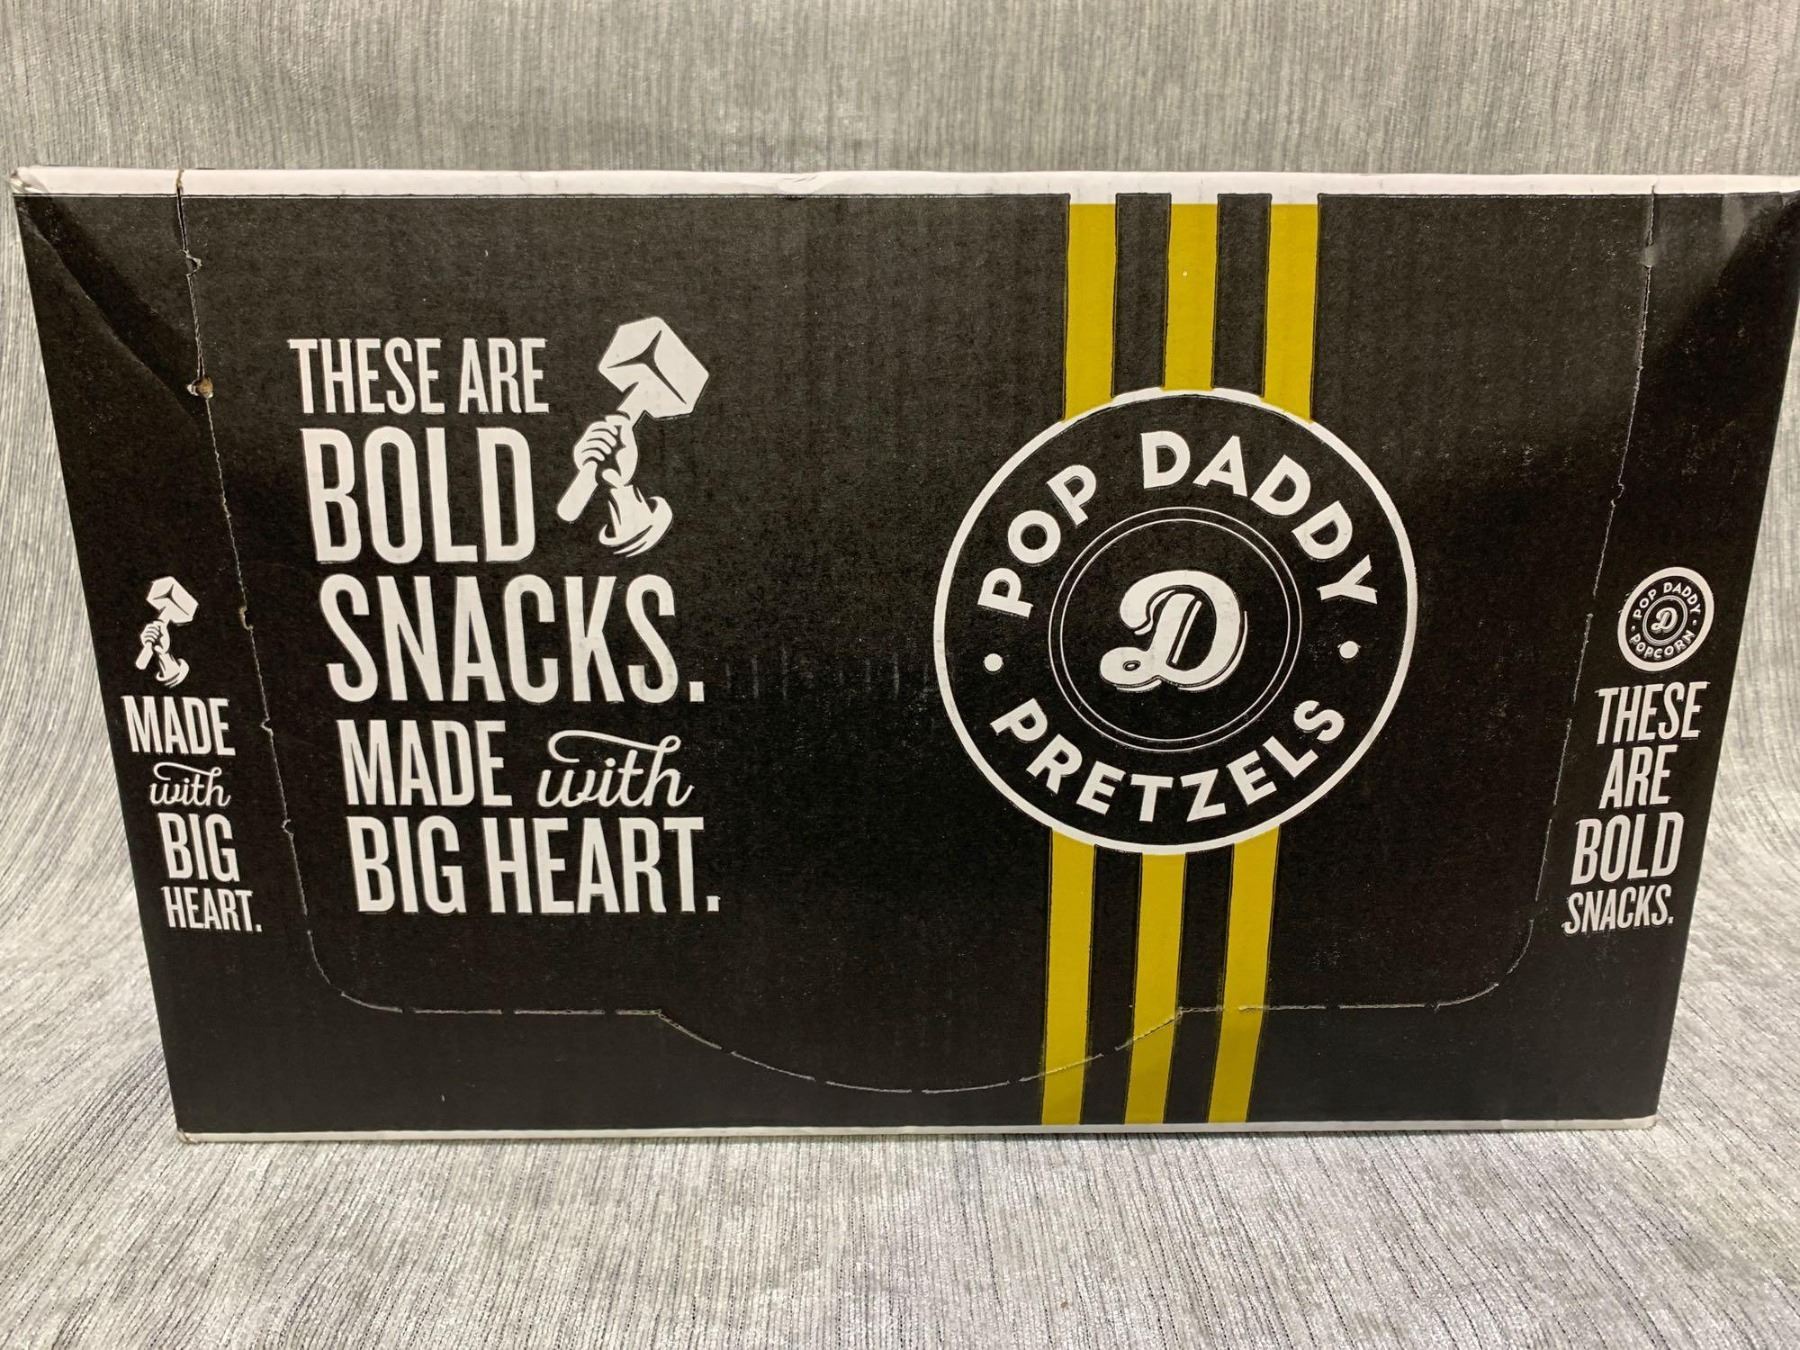 THESE ARE
BOLD
SNACKS.
MADE with
BIG HEART.
POP DADDY
D
PRETZELS
MADE
with
BIG
HEART.
POP DADDY
D
POPCORN
THESE
ARE
BOLD
SNACKS.